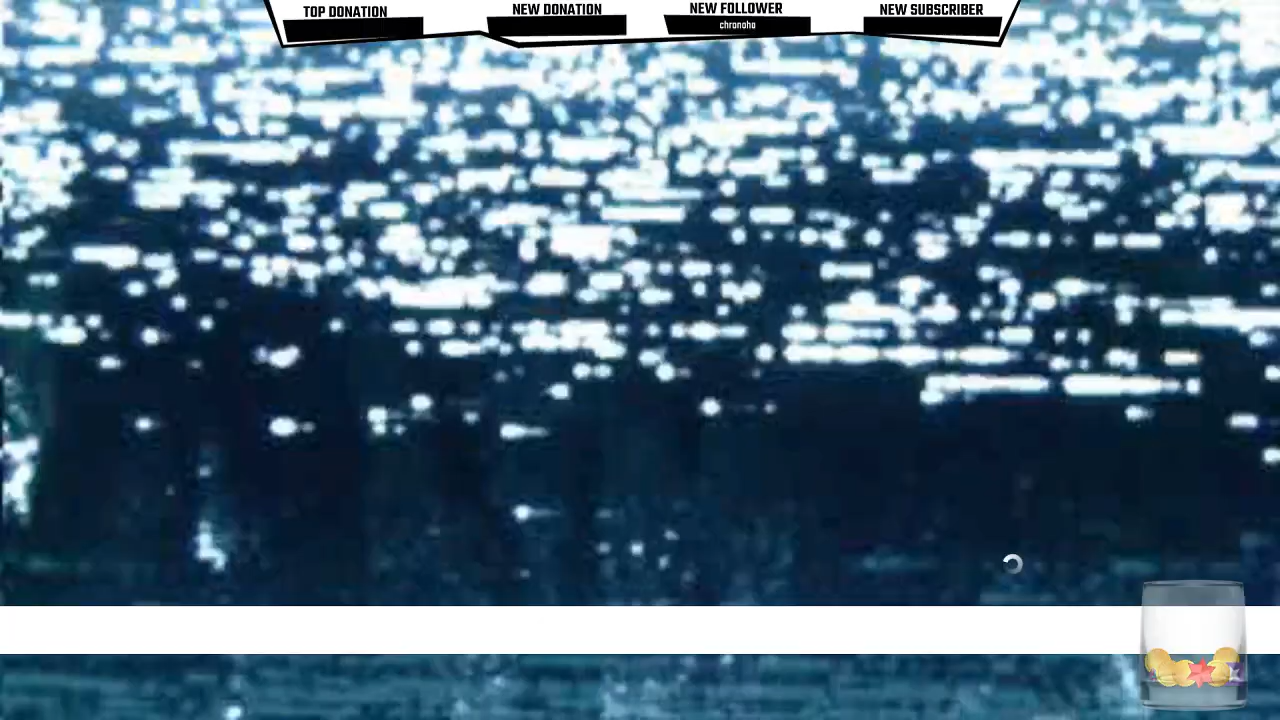 TOP DONATION
NEW DONATION
NEW FOLLOWER
NEW SUBSCRIBER
chronoho